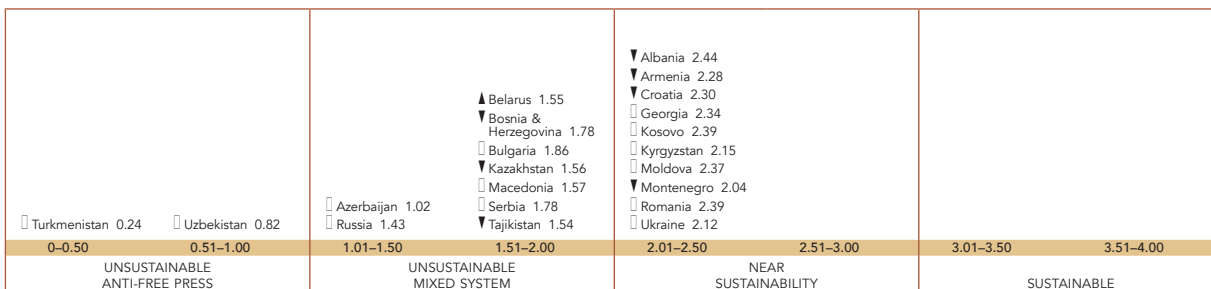 Turkmenistan 0.24
Uzbekistan 0.82
0–0.50
0.51–1.00
UNSUSTAINABLE
ANTI-FREE PRESS
Azerbaijan 1.02
Russia 1.43
▲ Belarus 1.55
▼ Bosnia &
Herzegovina 1.78
Bulgaria 1.86
▼ Kazakhstan 1.56
Macedonia 1.57
Serbia 1.78
▼ Tajikistan 1.54
1.01–1.50
1.51–2.00
UNSUSTAINABLE
MIXED SYSTEM
▼ Albania 2.44
▼ Armenia 2.28
▼ Croatia 2.30
Georgia 2.34
Kosovo 2.39
Kyrgyzstan 2.15
Moldova 2.37
▼ Montenegro 2.04
Romania 2.39
Ukraine 2.12
2.01–2.50
2.51–3.00
NEAR
SUSTAINABILITY
3.01–3.50
3.51–4.00
SUSTAINABLE